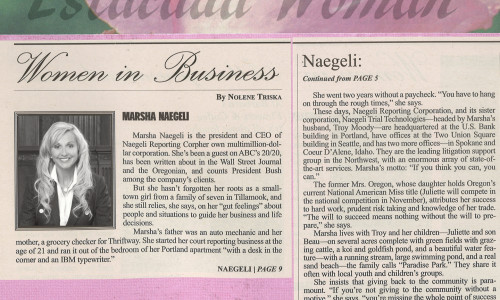 Estacada Woman
Women in Business
BY NOLENE TRISKA
MARSHA NAEGELI
Marsha Naegeli is the president and CEO of
Naegeli Reporting Corpher own multimillion-dol-
lar corporation. She's been a guest on ABC's 20/20,
has been written about in the Wall Street Journal
and the Oregonian, and counts President Bush
among the company's clients.
But she hasn't forgotten her roots as a small-
town girl from a family of seven in Tillamook, and
she still relies, she says, on her "gut feelings" about
people and situations to guide her business and life
decisions.
Marsha's father was an auto mechanic and her
mother, a grocery checker for Thriftway. She started her court reporting business at the
age of 21 and ran it out of the bedroom of her Portland apartment "with a desk in the
corner and an IBM typewriter."
NAEGELI | PAGE 9
Naegeli:
Continued from PAGE 5
She went two years without a paycheck. "You have to hang
on through the rough times," she says.
These days, Naegeli Reporting Corporation, and its sister
corporation, Naegeli Trial Technologies—headed by Marsha's
husband, Troy Moody—are headquartered at the U.S. Bank
building in Portland, have offices at the Two Union Square
building in Seattle, and has two more offices—in Spokane and
Coeur D'Alene, Idaho. They are the leading litigation support
group in the Northwest, with an enormous array of state-of-
the-art services. Marsha's motto: "If you think you can, you
can."
The former Mrs. Oregon, whose daughter holds Oregon's
current National American Miss title (Juliette will compete in
the national competition in November), attributes her success
to hard work, prudent risk taking and knowledge of her trade.
"The will to succeed means nothing without the will to pre-
pare," she says.
Marsha lives with Troy and her children—Juliette and son
Beau—on several acres complete with green fields with graz-
ing cattle, a koi and goldfish pond, and a beautiful water fea-
ture—with a running stream, large swimming pond, and a real
sand beach—the family calls "Paradise Park." They share it
often with local youth and children's groups.
She insists that giving back to the community is para-
mount. "If you're not giving to the community without a
motive," she says, "you're missing the whole point of success